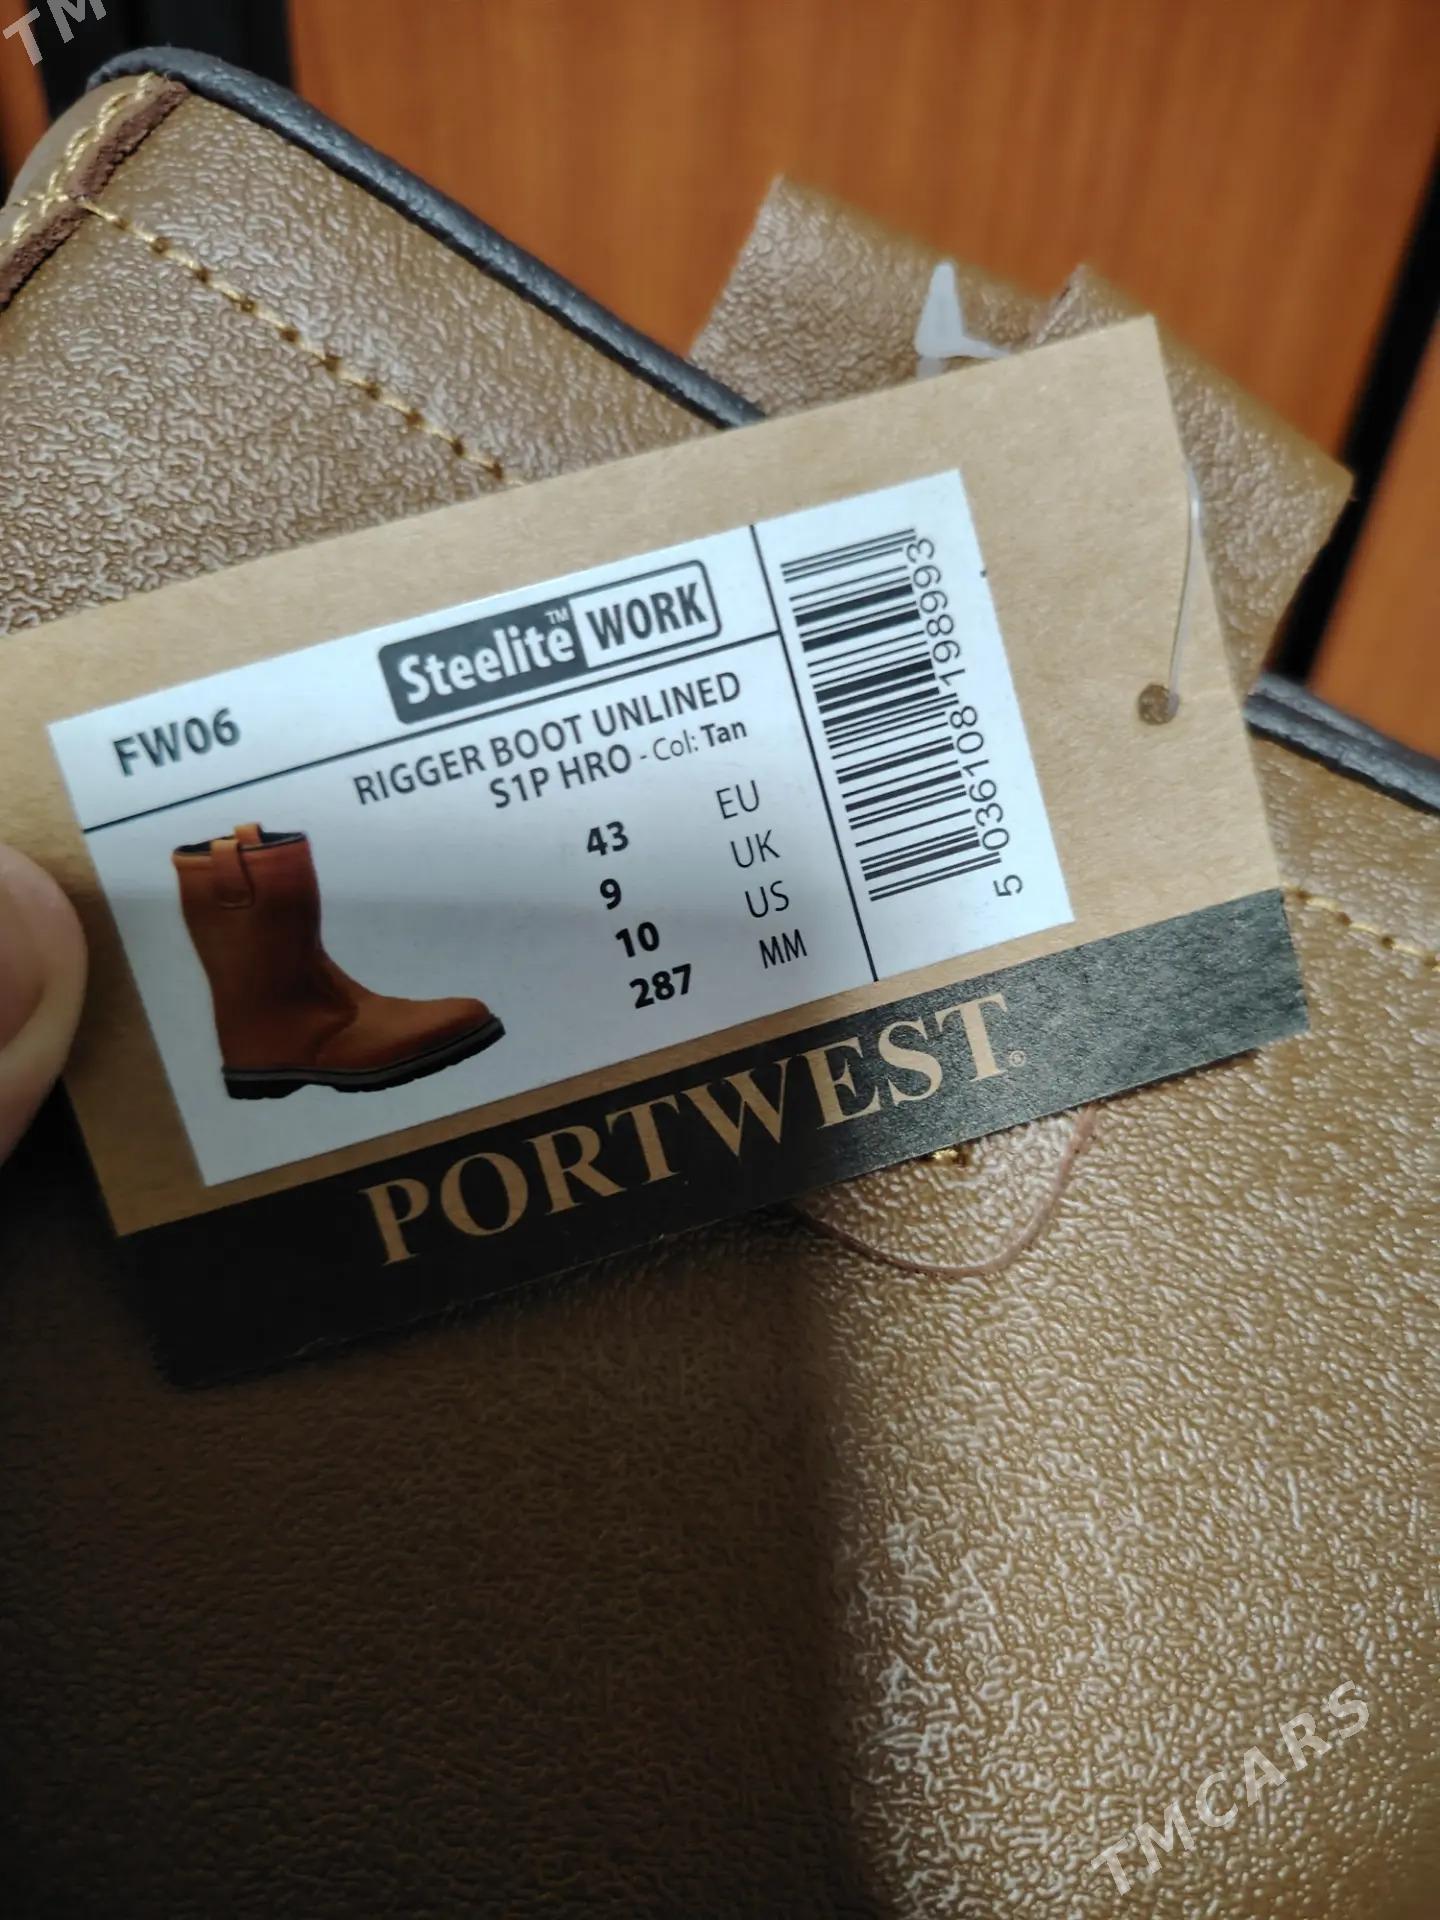 TM
Steelite™ WORK
FW06
RIGGER BOOT UNLINED
S1P HRO - Col: Tan
43 EU
9 UK
10 US
287 MM
5 036108 198993
PORTWEST®
TMCARS